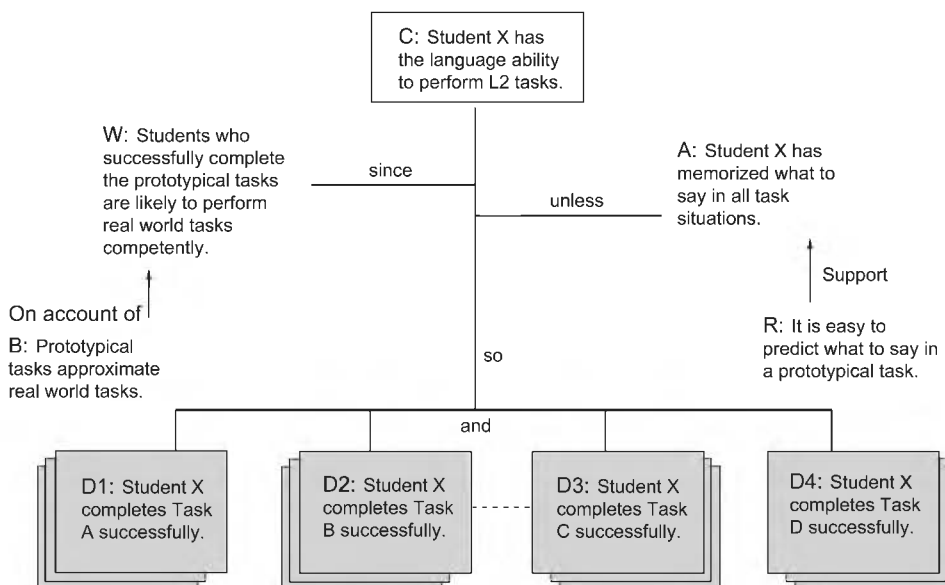 C: Student X has
the language ability
to perform L2 tasks.
W: Students who
successfully complete
the prototypical tasks
are likely to perform
real world tasks
competently.
since
unless
A: Student X has
memorized what to
say in all task
situations.
On account of
Support
B: Prototypical
tasks approximate
real world tasks.
R: It is easy to
predict what to say in
a prototypical task.
so
and
D1: Student X
completes Task
A successfully.
D2: Student X
completes Task
B successfully.
D3: Student X
completes Task
C successfully.
D4: Student X
completes Task
D successfully.